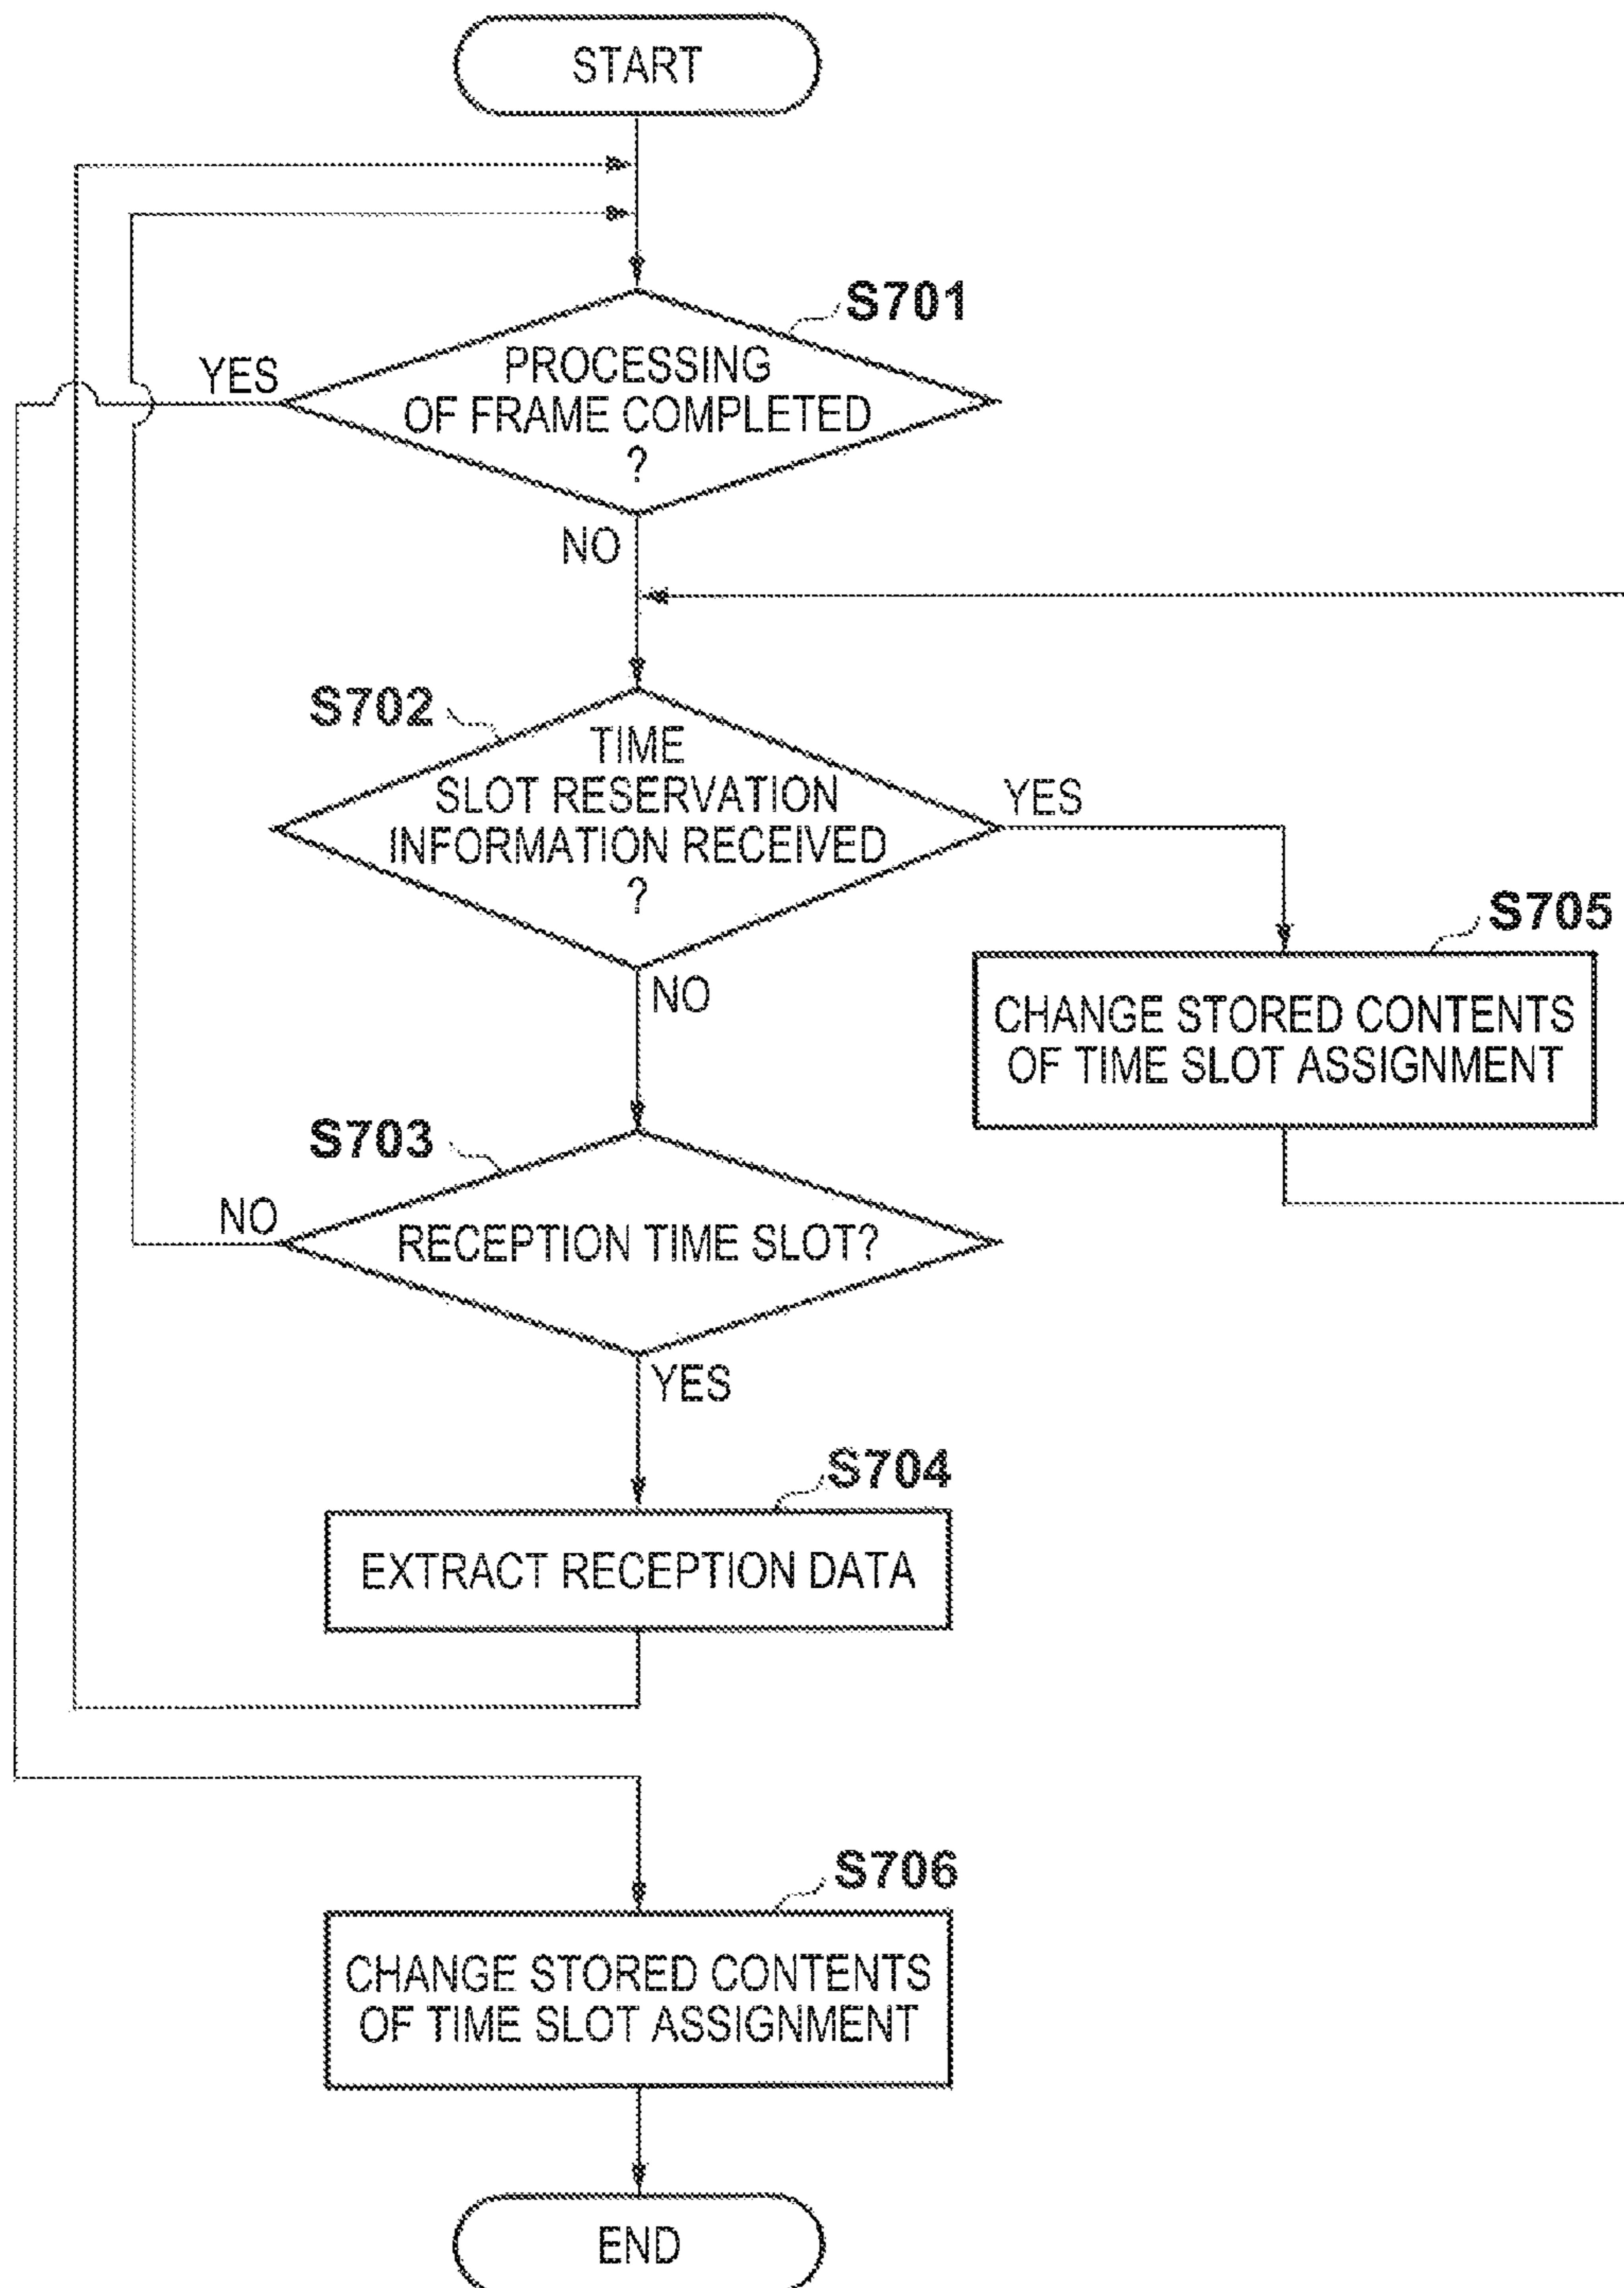 START
S701
YES
PROCESSING
OF FRAME COMPLETED
?
NO
S702
TIME
SLOT RESERVATION
INFORMATION RECEIVED
?
YES
NO
S705
CHANGE STORED CONTENTS
OF TIME SLOT ASSIGNMENT
S703
NO
RECEPTION TIME SLOT?
YES
S704
EXTRACT RECEPTION DATA
S706
CHANGE STORED CONTENTS
OF TIME SLOT ASSIGNMENT
END